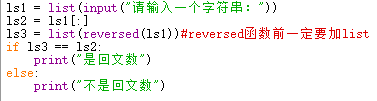 ls1 = list(input("请输入一个字符串："))
ls2 = ls1[:]
ls3 = list(reversed(ls1))#reversed函数前一定要加list
if ls3 == ls2:
    print("是回文数")
else:
    print("不是回文数")